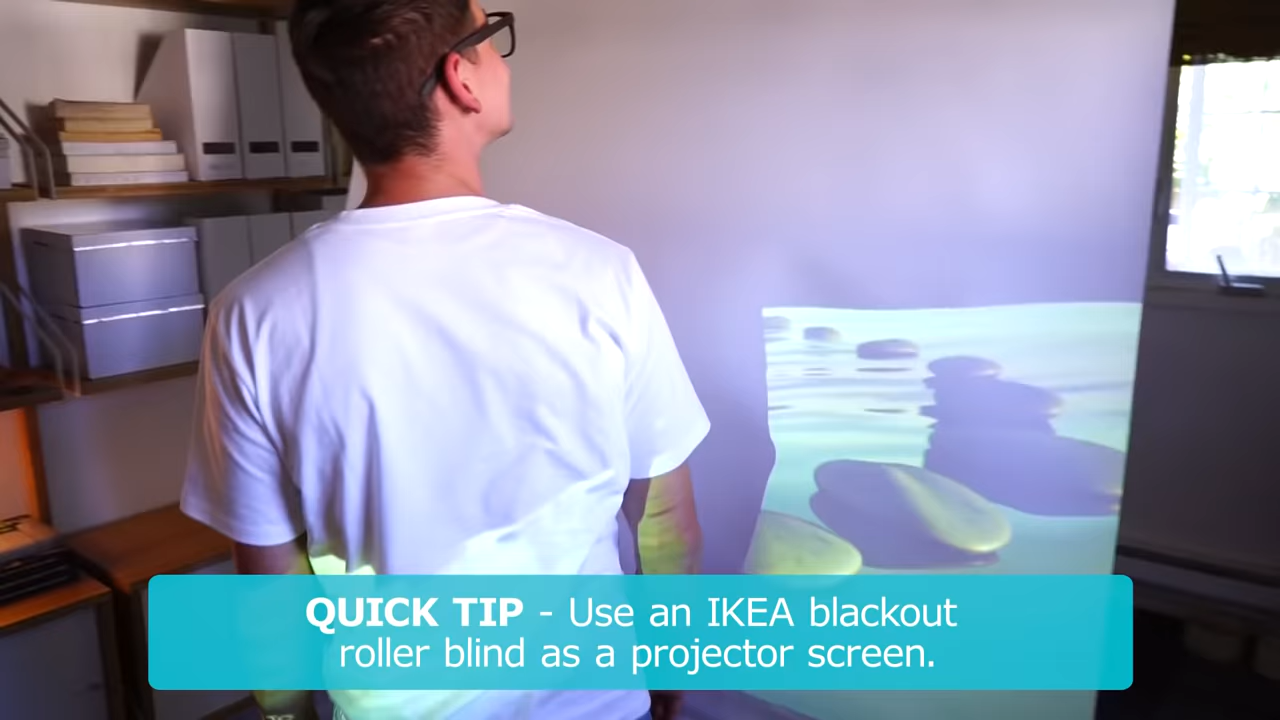 QUICK TIP - Use an IKEA blackout
roller blind as a projector screen.